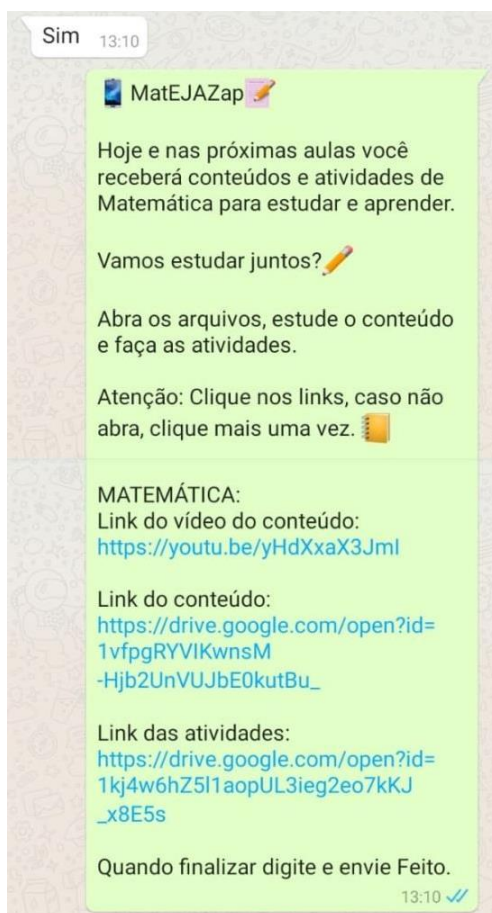 Sim 13:10
MatEJAZap
Hoje e nas próximas aulas você
receberá conteúdos e atividades de
Matemática para estudar e aprender.
Vamos estudar juntos?
Abra os arquivos, estude o conteúdo
e faça as atividades.
Atenção: Clique nos links, caso não
abra, clique mais uma vez.
MATEMÁTICA:
Link do vídeo do conteúdo:
https://youtu.be/yHdXxaX3JmI
Link do conteúdo:
https://drive.google.com/open?id=
1vfpgRYVIKwnsM
-Hjb2UnVUJbE0kutBu_
Link das atividades:
https://drive.google.com/open?id=
1kj4w6hZ5l1aopUL3ieg2eo7kKJ
_x8E5s
Quando finalizar digite e envie Feito.
13:10